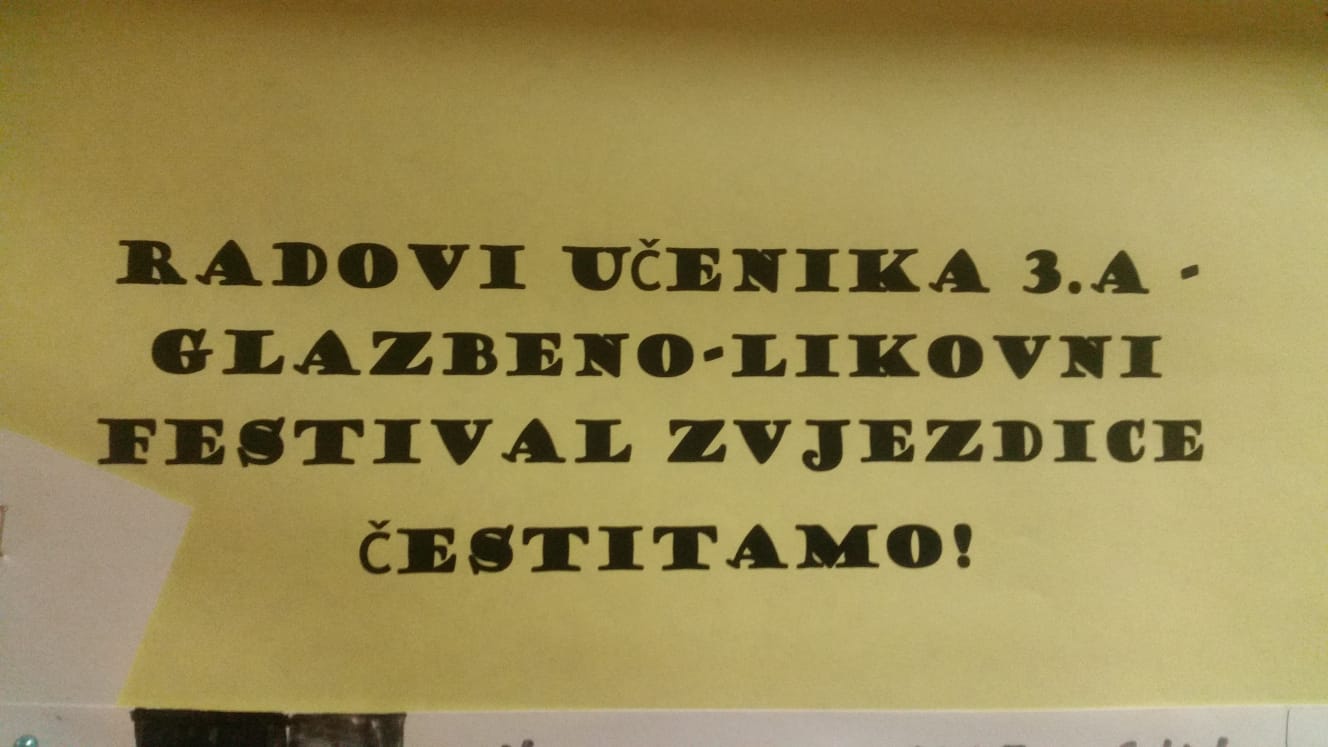 RADOVI UČENIKA 3.A -
GLAZBENO-LIKOVNI
FESTIVAL ZVJEZDICE
ČESTITAMO!